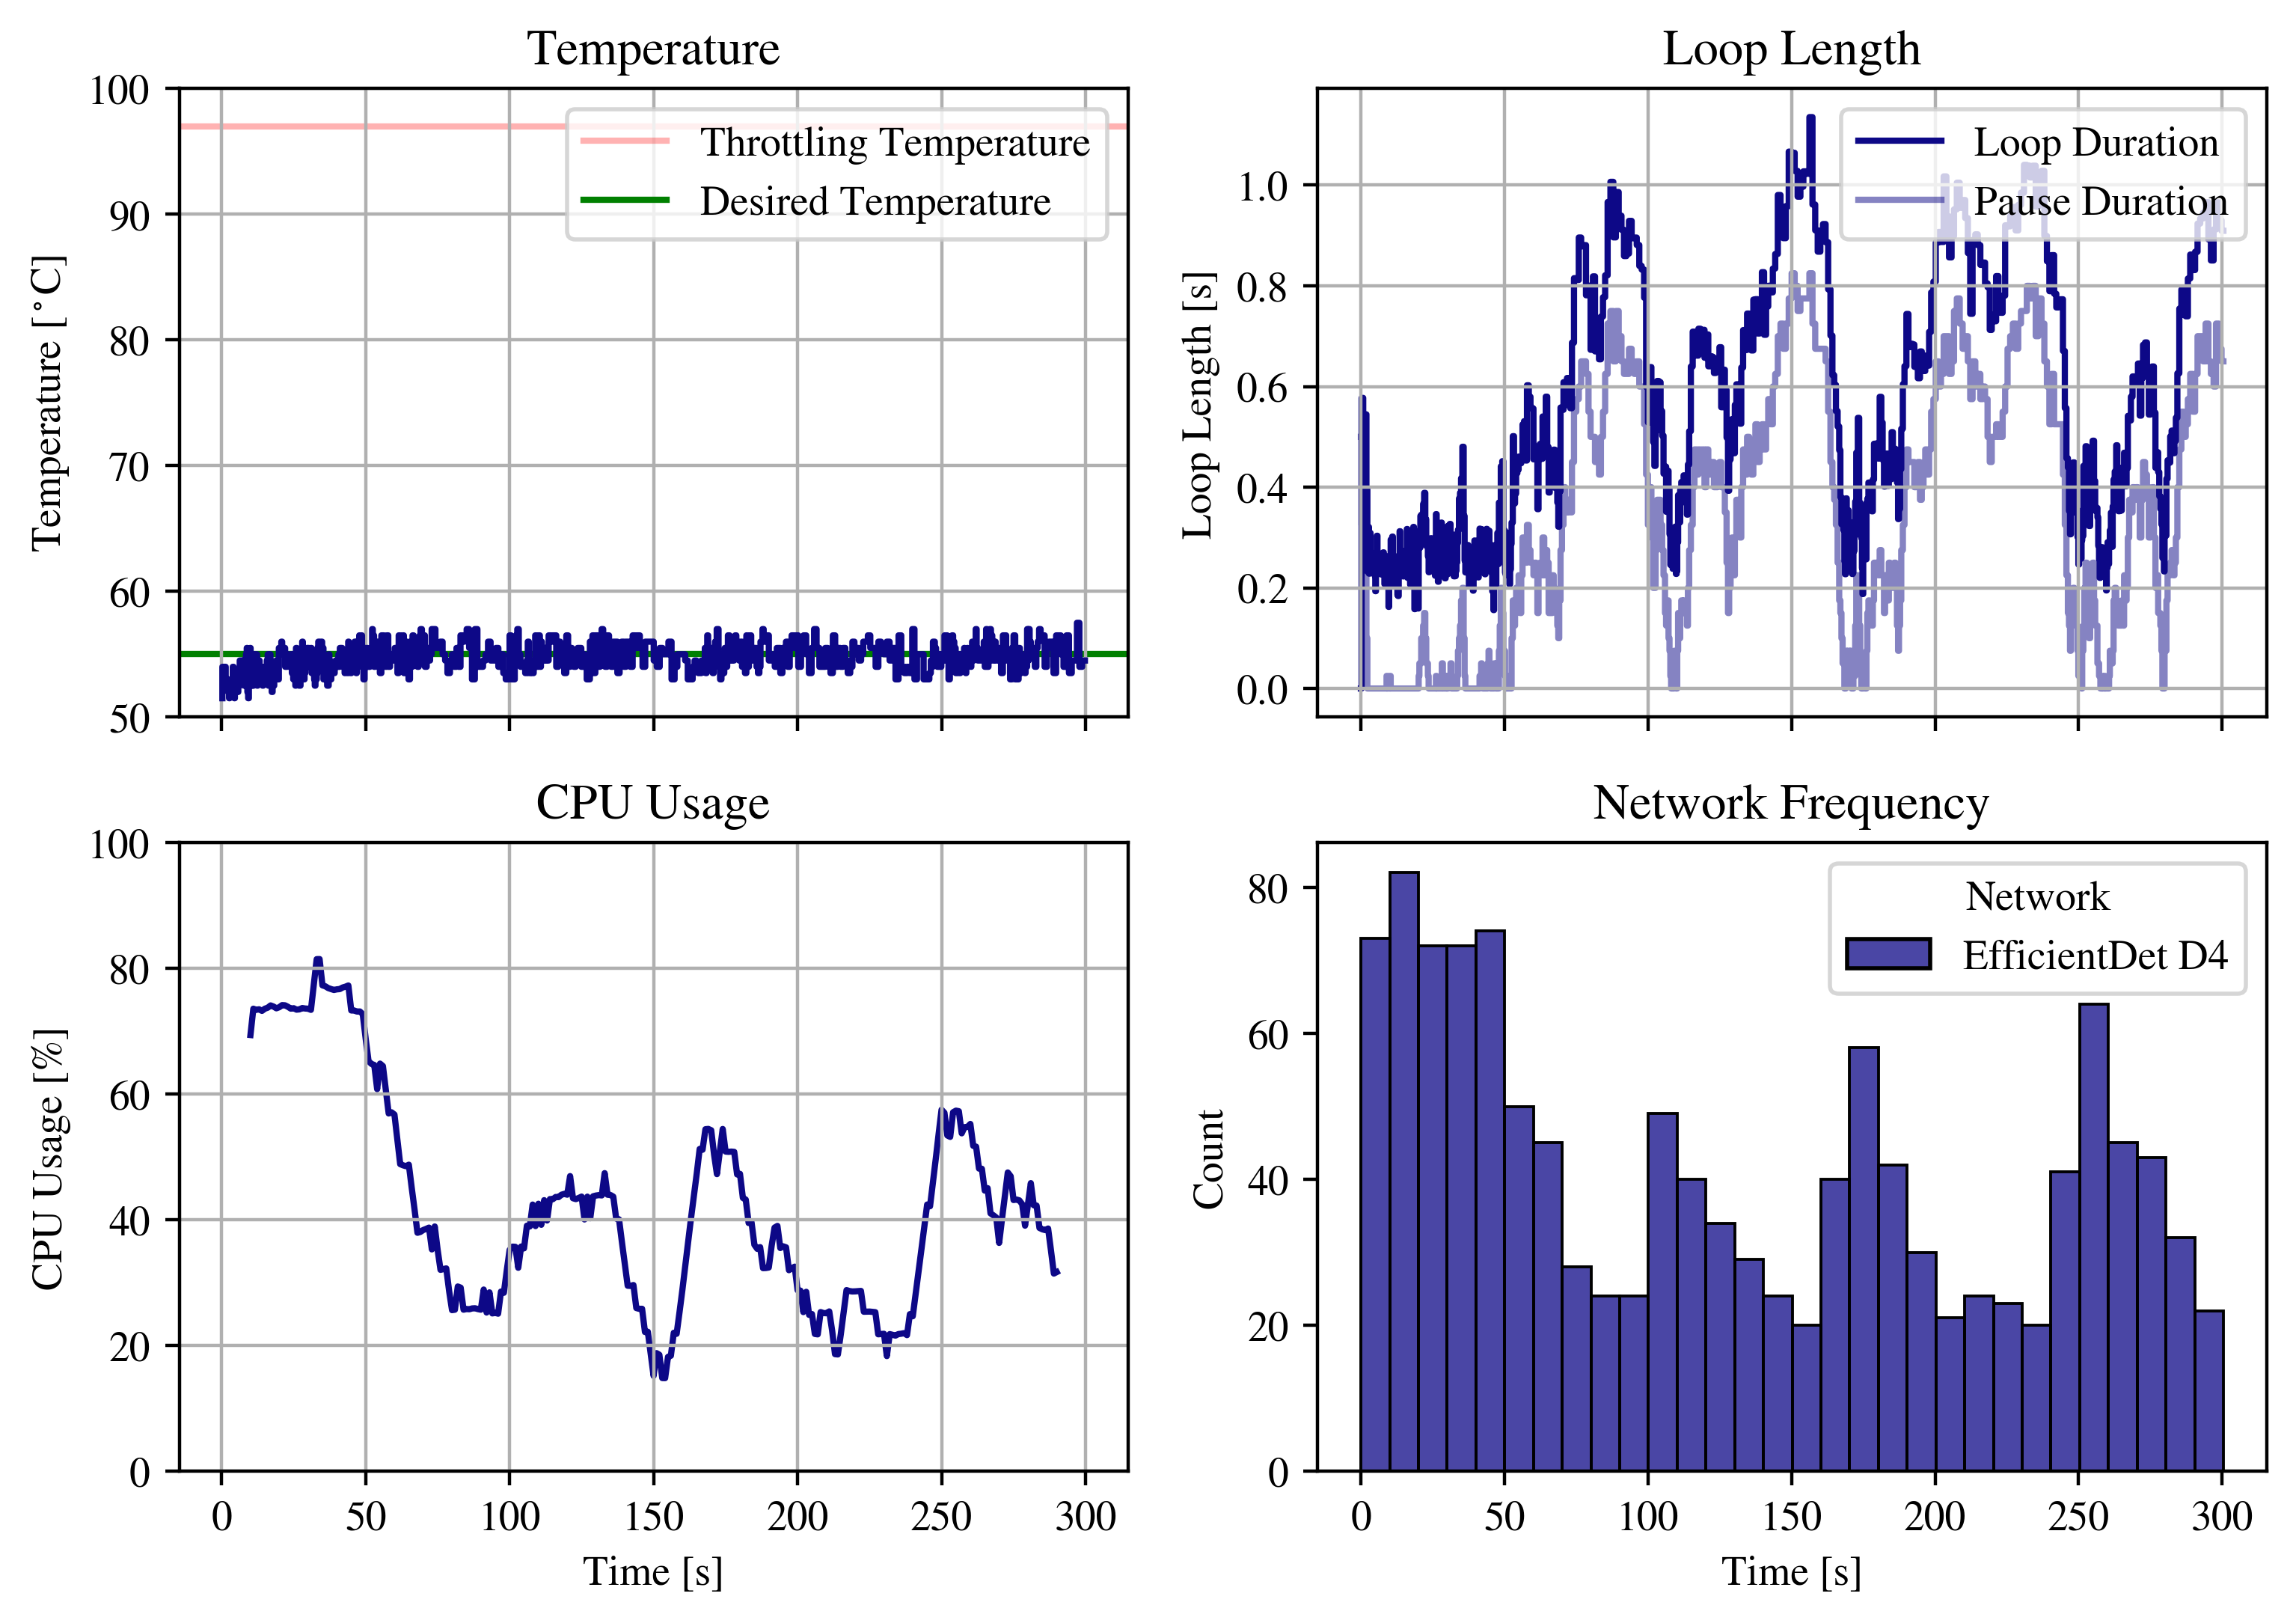 Temperature
100
90
80
70
60
50
Temperature [°C]
Throttling Temperature
Desired Temperature
Loop Length
1.0
0.8
0.6
0.4
0.2
0.0
Loop Length [s]
Loop Duration
Pause Duration
CPU Usage
100
80
60
40
20
0
CPU Usage [%]
0 50 100 150 200 250 300
Time [s]
Network Frequency
80
60
40
20
0
Count
Network
EfficientDet D4
0 50 100 150 200 250 300
Time [s]